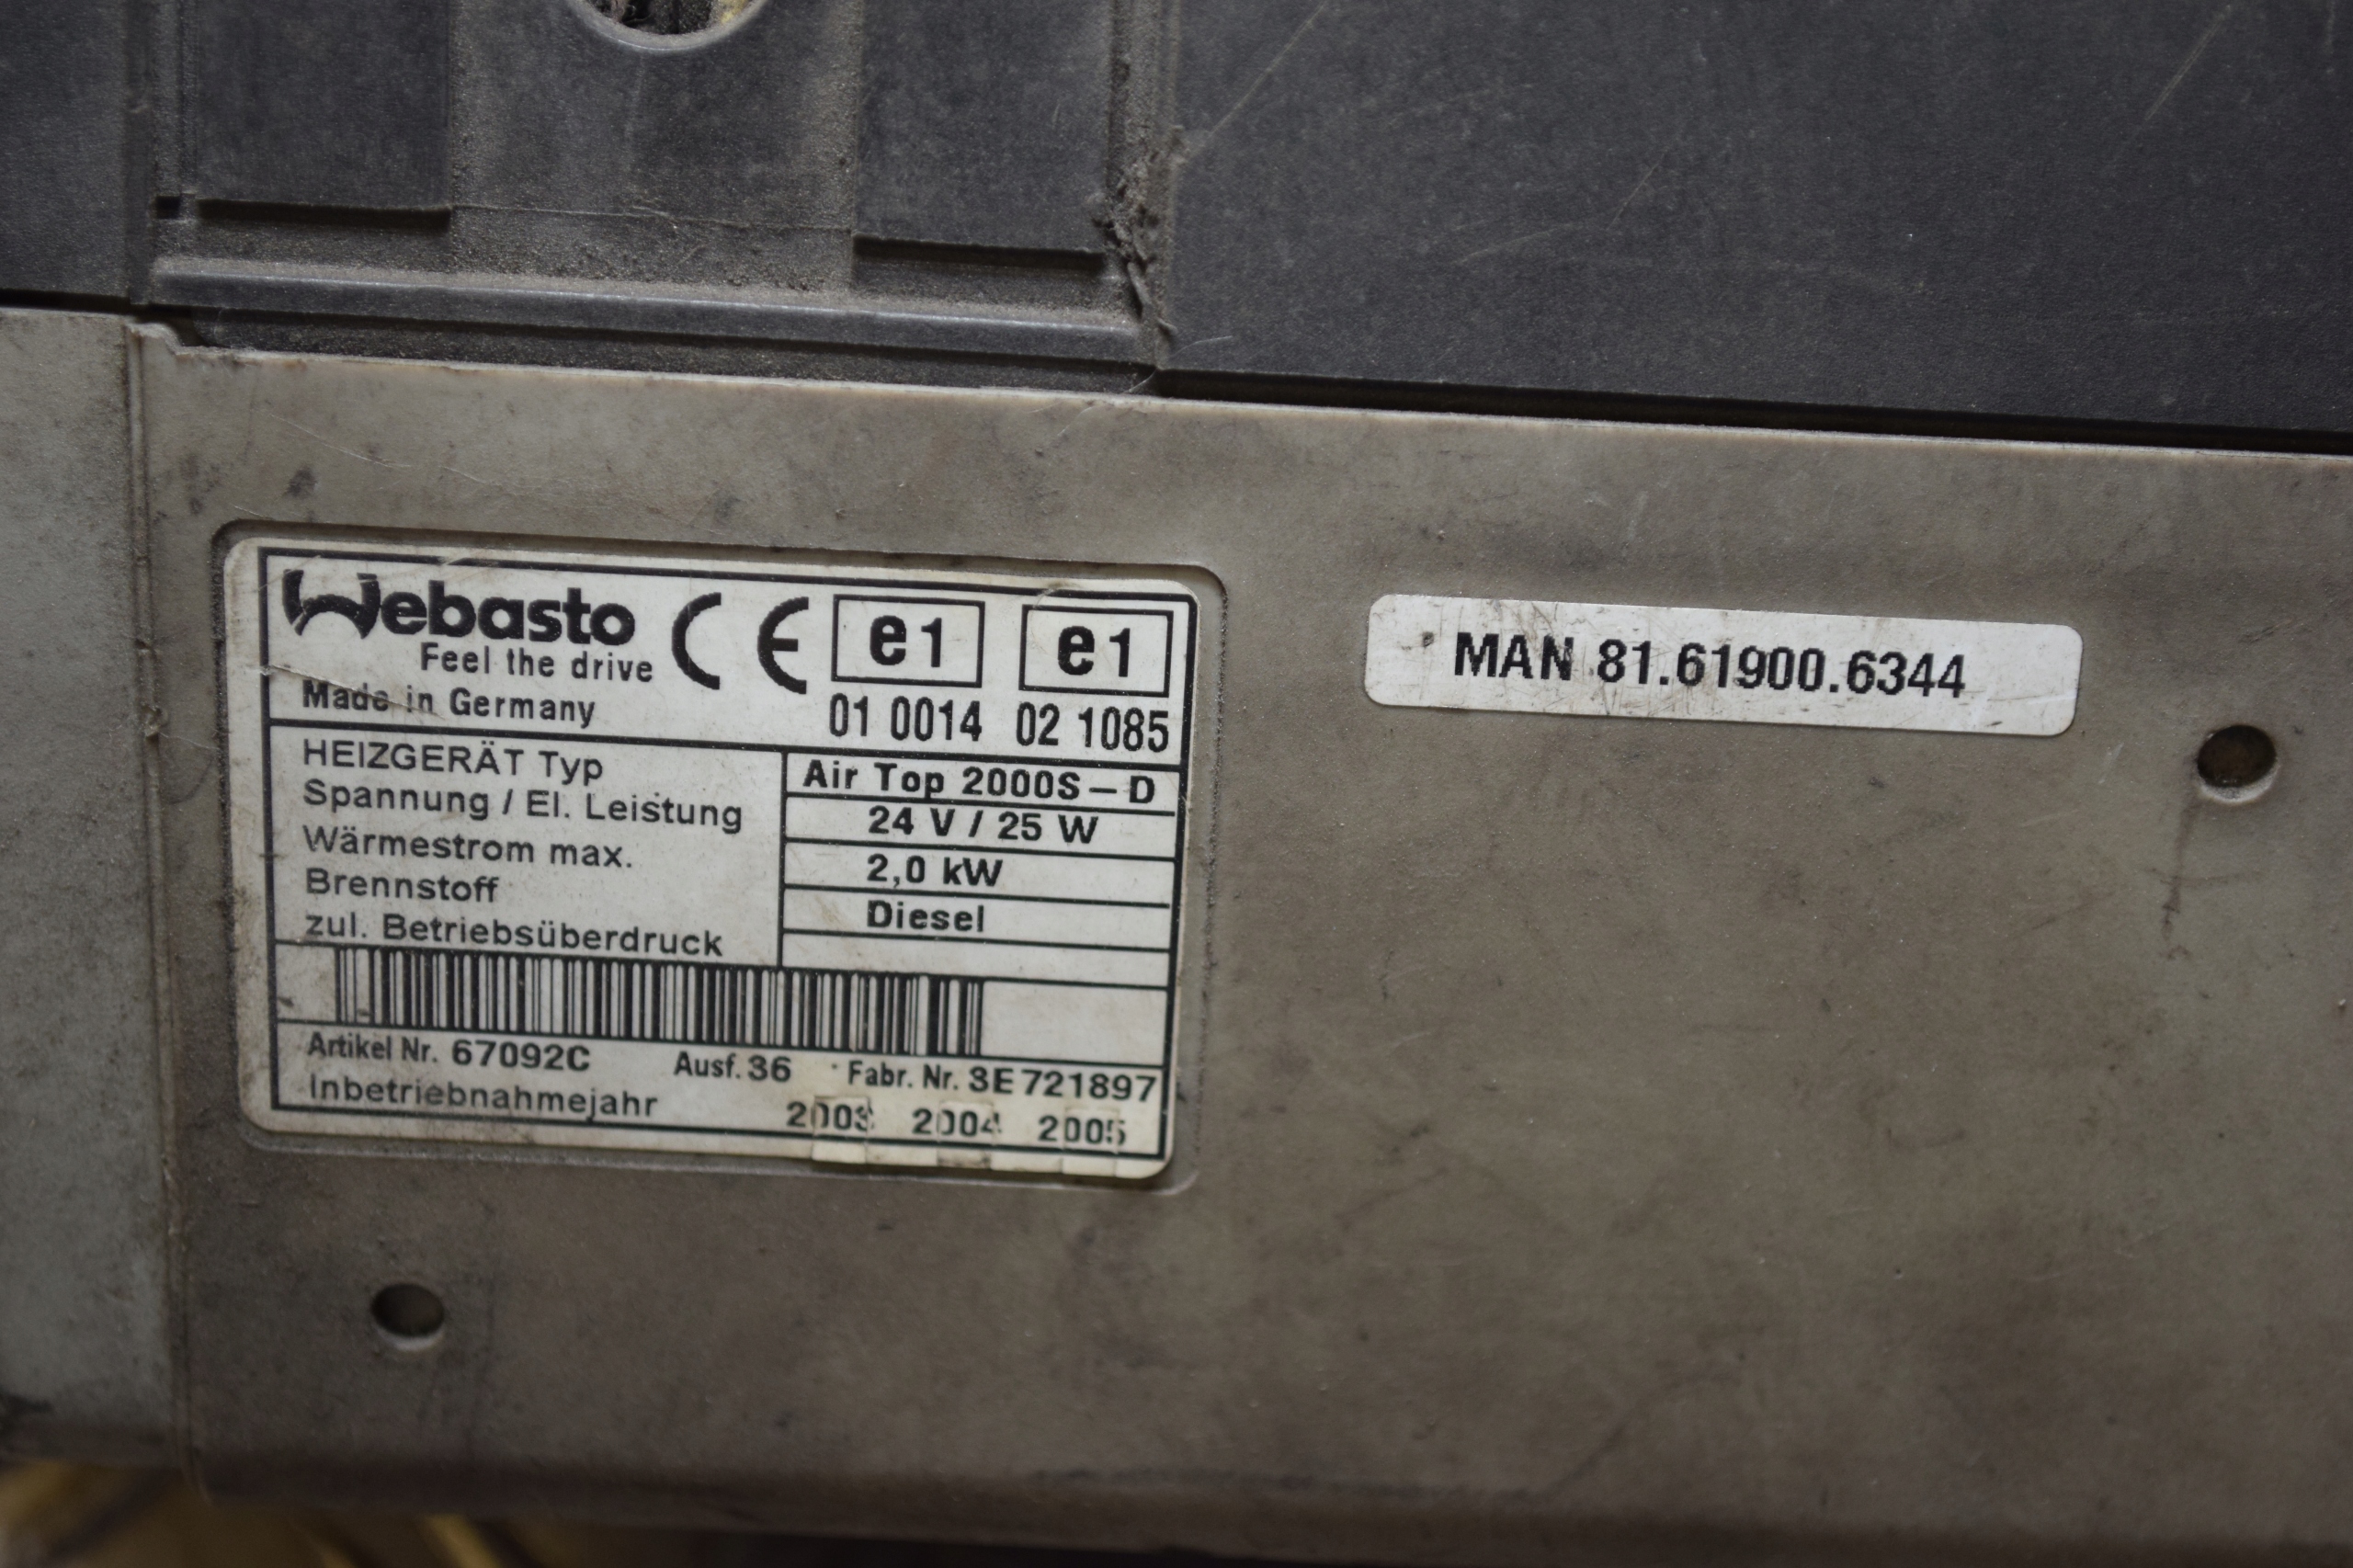 Webasto CE e1 e1
Feel the drive
Made in Germany 01 0014 02 1085
HEIZGERÄT Typ Air Top 2000S – D
Spannung / El. Leistung 24 V / 25 W
Wärmestrom max. 2,0 kW
Brennstoff Diesel
zul. Betriebsüberdruck
Artikel Nr. 67092C Ausf. 36 Fabr. Nr. 3E721897
Inbetriebnahmejahr 2003 2004 2005
MAN 81.61900.6344